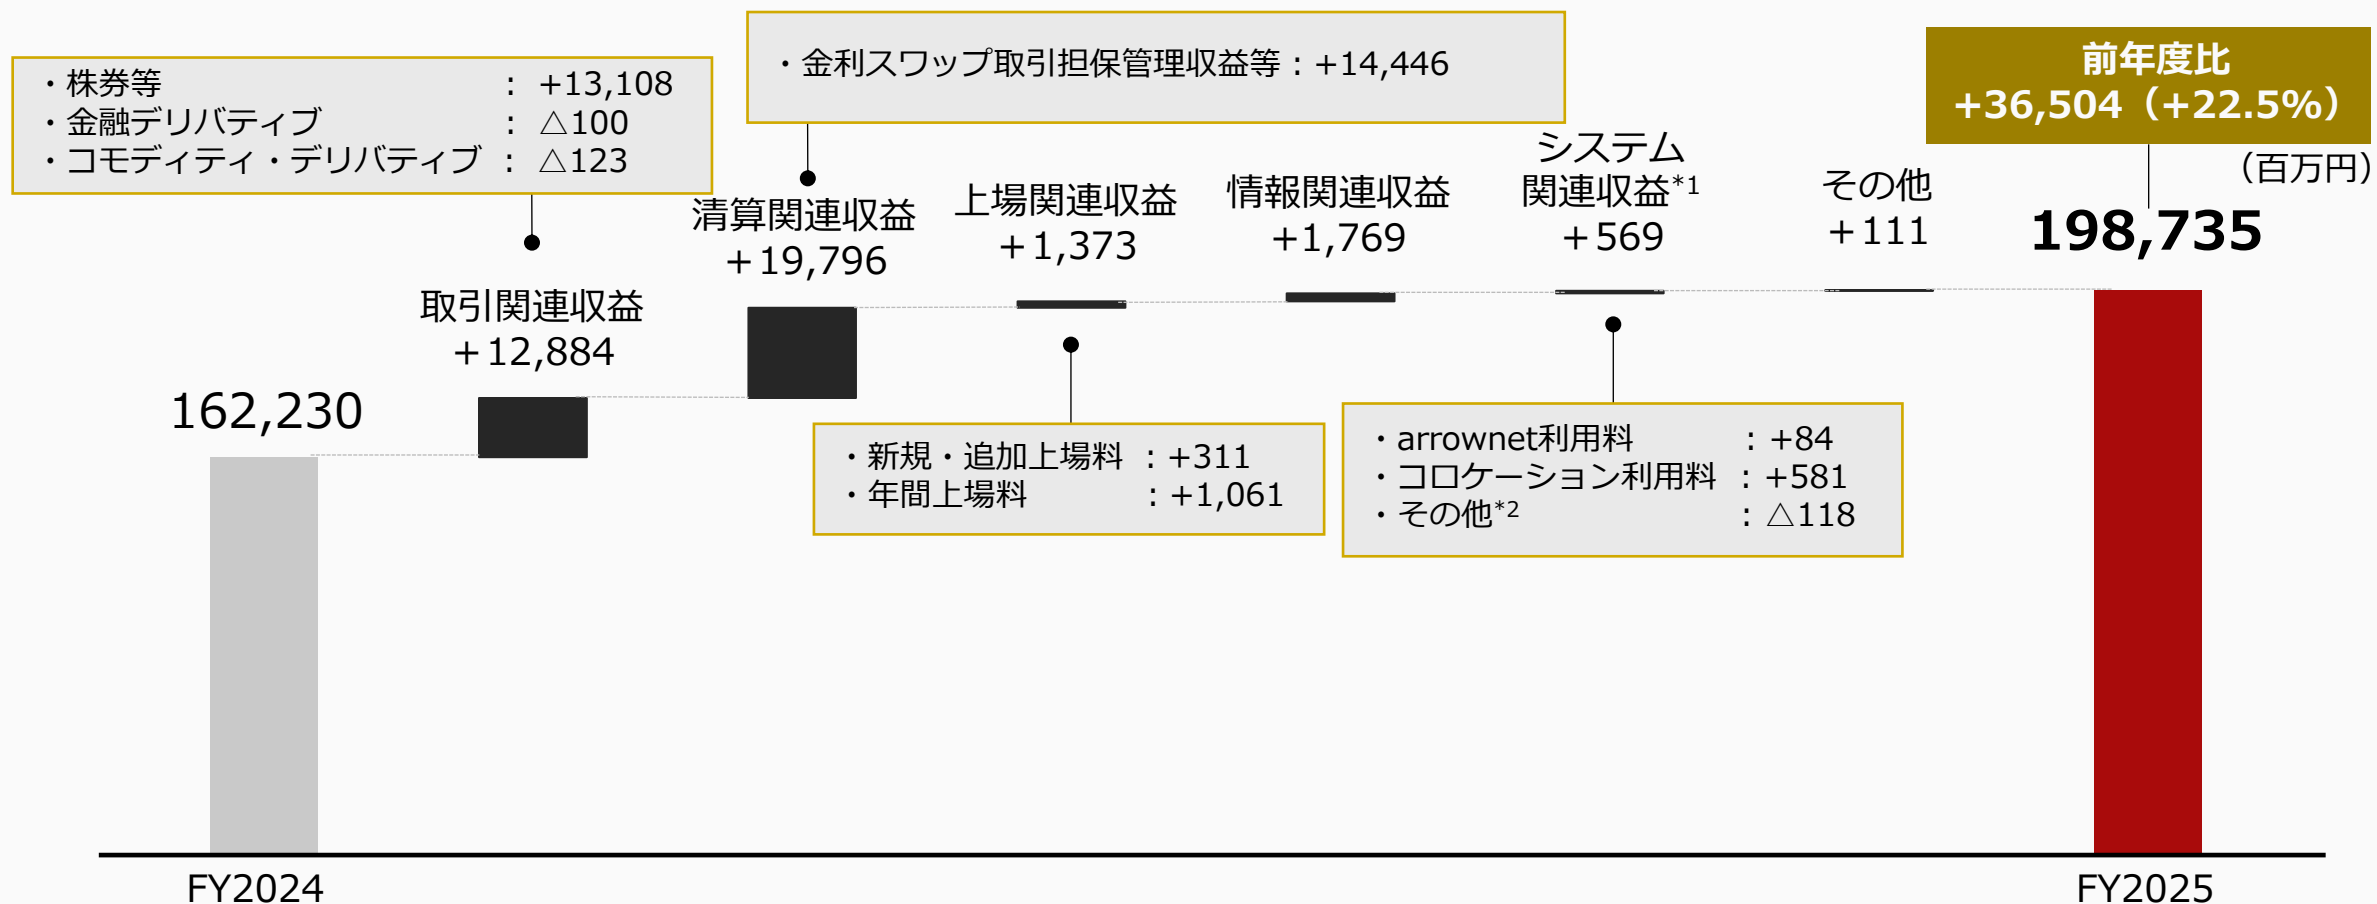 ・株券等 : +13,108
・金融デリバティブ : △100
・コモディティ・デリバティブ : △123
・金利スワップ取引担保管理収益等：+14,446
前年度比
+36,504（+22.5%）
（百万円）
162,230
取引関連収益
＋12,884
清算関連収益
＋19,796
上場関連収益
＋1,373
情報関連収益
+1,769
システム
関連収益*1
＋569
その他
＋111
198,735
・新規・追加上場料 : +311
・年間上場料 : +1,061
・arrownet利用料 : +84
・コロケーション利用料 : +581
・その他*2 : △118
FY2024
FY2025